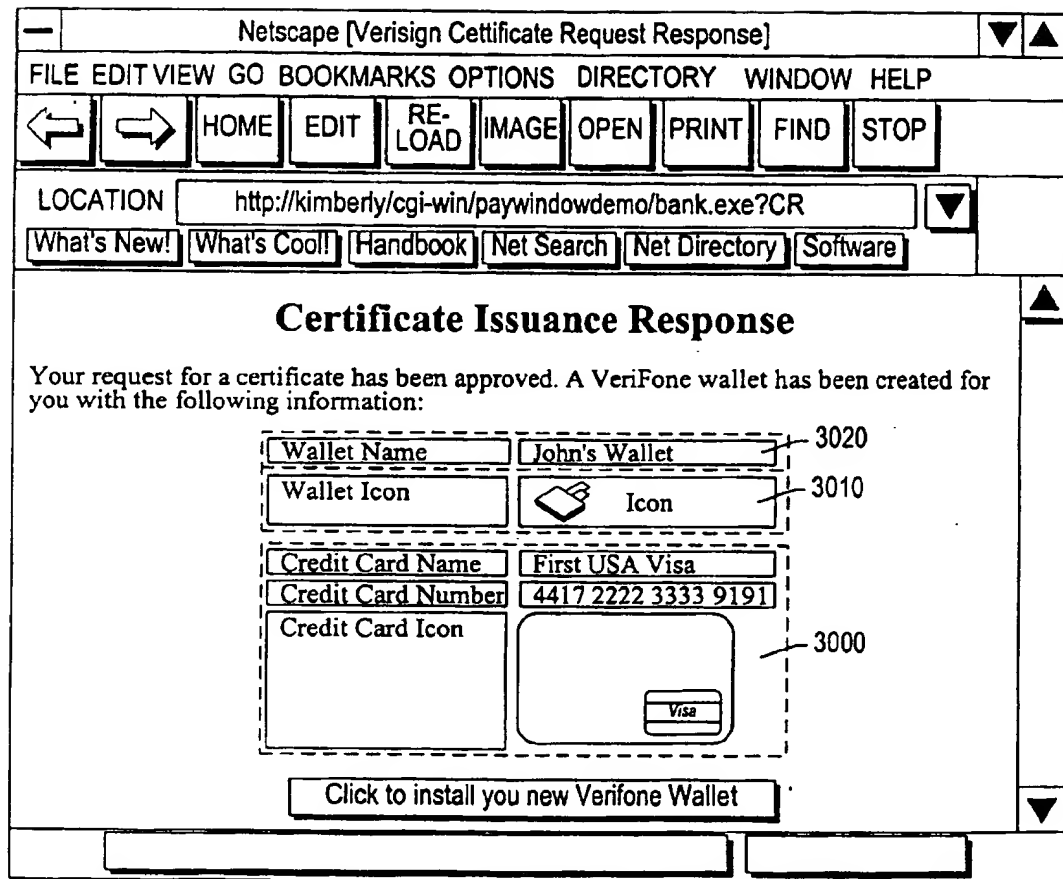 Netscape [Verisign Cettificate Request Response]
FILE EDIT VIEW GO BOOKMARKS OPTIONS DIRECTORY WINDOW HELP
HOME EDIT RE-LOAD IMAGE OPEN PRINT FIND STOP
LOCATION http://kimberly/cgi-win/paywindowdemo/bank.exe?CR
What's New! What's Cool! Handbook Net Search Net Directory Software
Certificate Issuance Response
Your request for a certificate has been approved. A VeriFone wallet has been created for
you with the following information:
Wallet Name John's Wallet 3020
Wallet Icon Icon 3010
Credit Card Name First USA Visa
Credit Card Number 4417 2222 3333 9191
Credit Card Icon 3000
Visa
Click to install you new Verifone Wallet